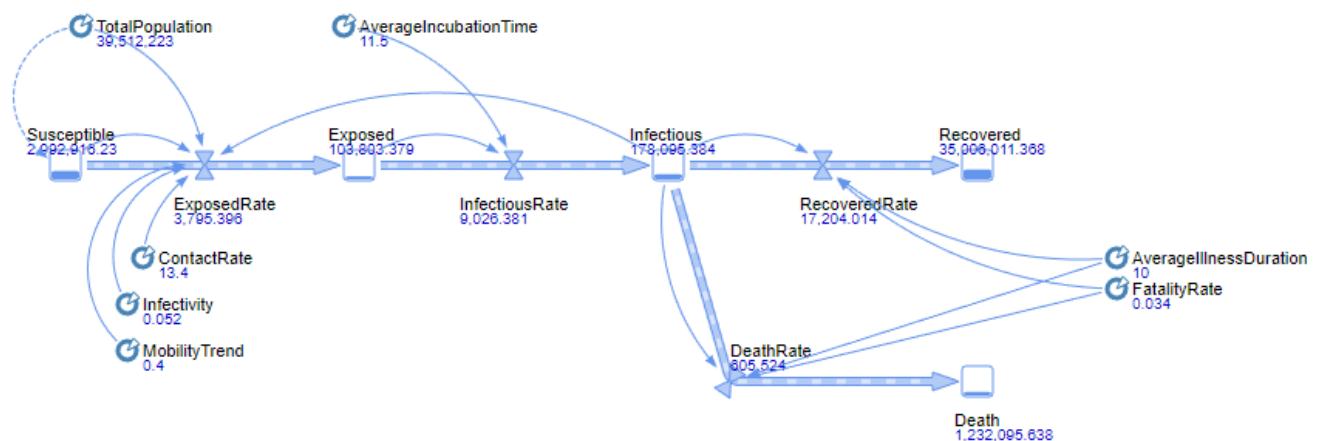 TotalPopulation
39,512,223
AverageIncubationTime
11.5
Susceptible
2,992,916.23
Exposed
103,803.379
Infectious
178,095.384
Recovered
35,006,011.368
ExposedRate
3,795.396
InfectiousRate
9,026.381
RecoveredRate
17,204.014
ContactRate
13.4
AverageIllnessDuration
10
Infectivity
0.052
FatalityRate
0.034
MobilityTrend
0.4
DeathRate
605.524
Death
1,232,095.638